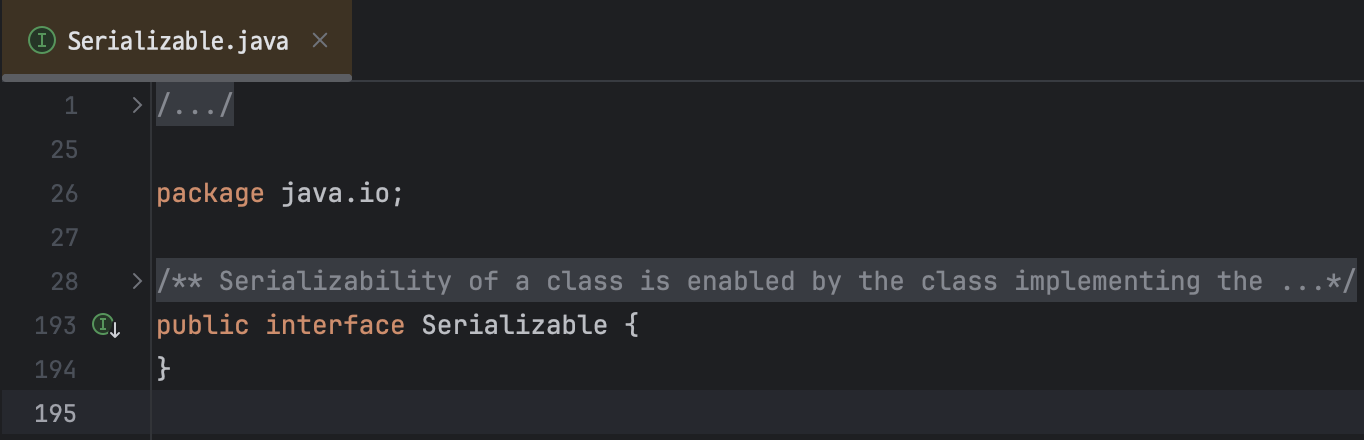 Serializable.java
1 /.../
25
26 package java.io;
27
28 /** Serializability of a class is enabled by the class implementing the ...*/
193 public interface Serializable {
194 }
195